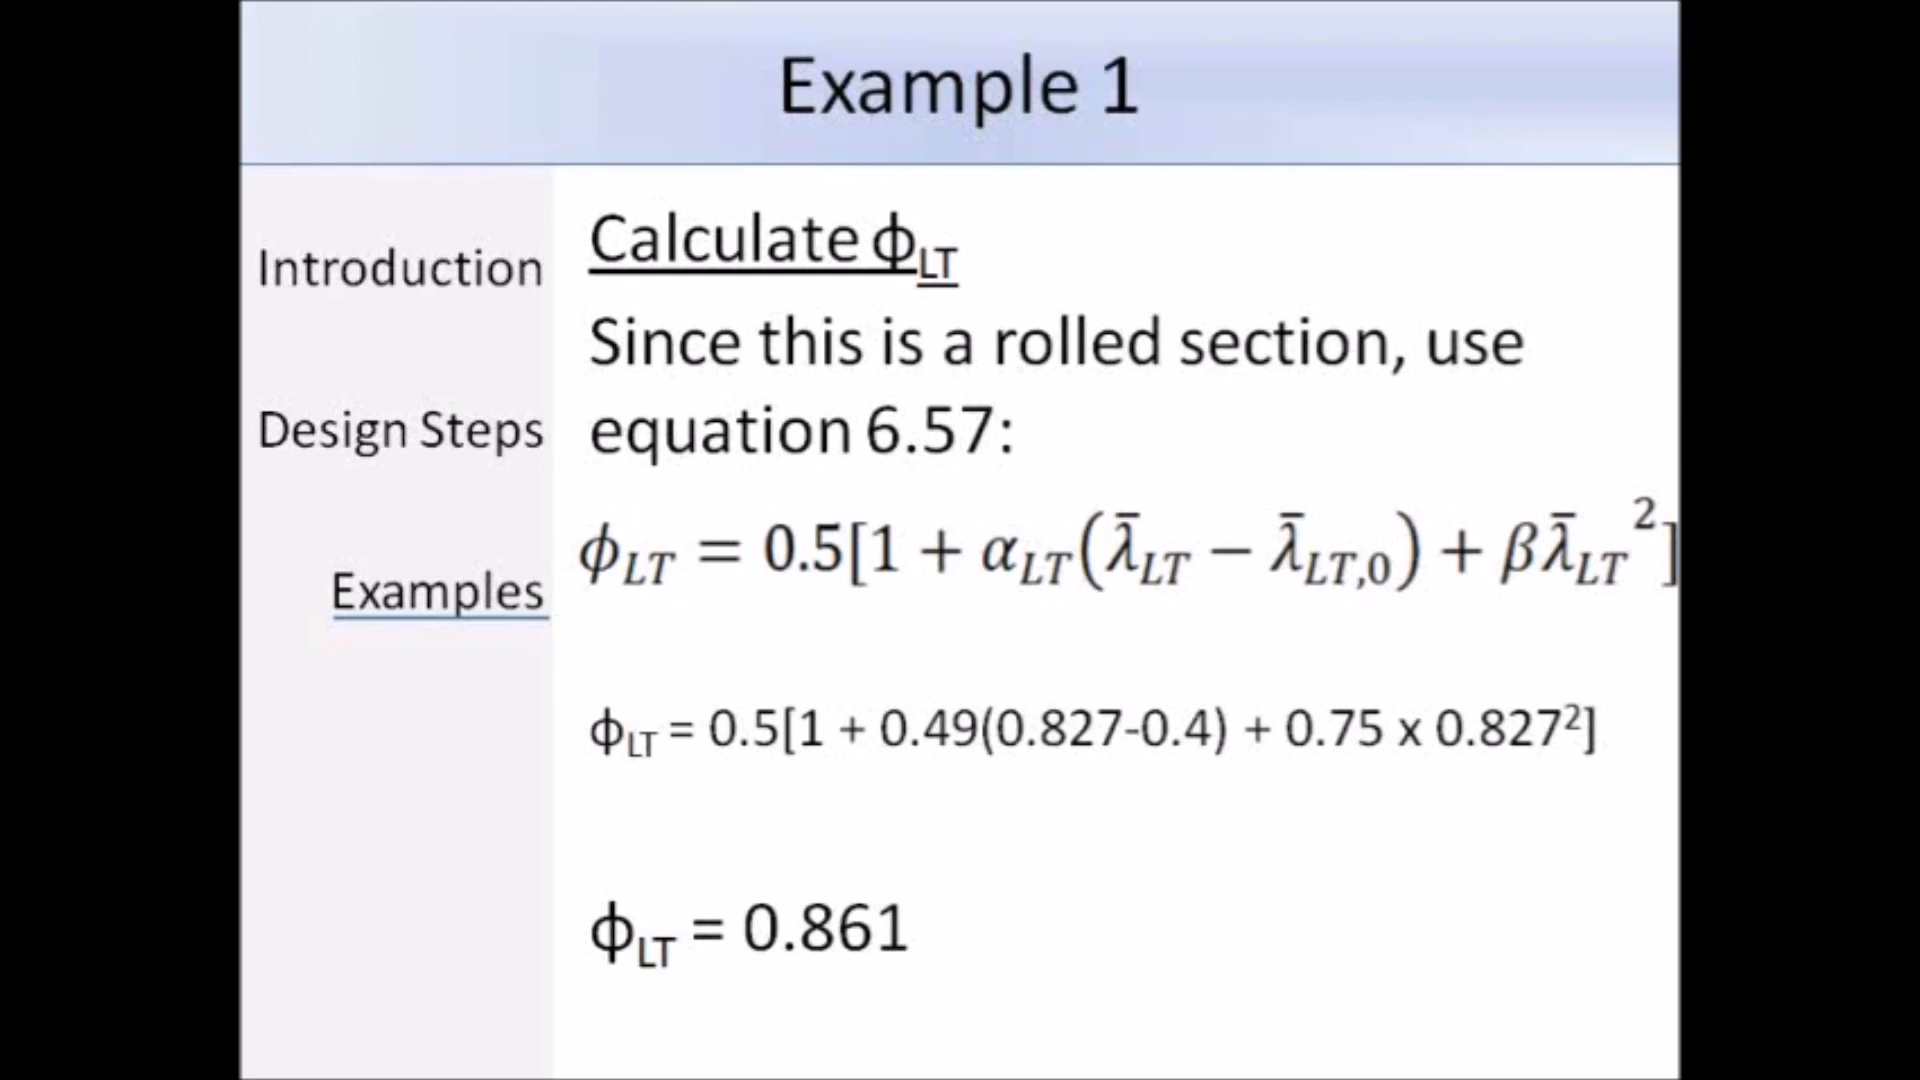 Example 1
Introduction
Design Steps
Examples
Calculate ϕLT
Since this is a rolled section, use
equation 6.57:
𝜙LT = 0.5[1 + αLT(λ̄LT − λ̄LT,0) + βλ̄LT²]
ϕLT = 0.5[1 + 0.49(0.827-0.4) + 0.75 x 0.827²]
ϕLT = 0.861